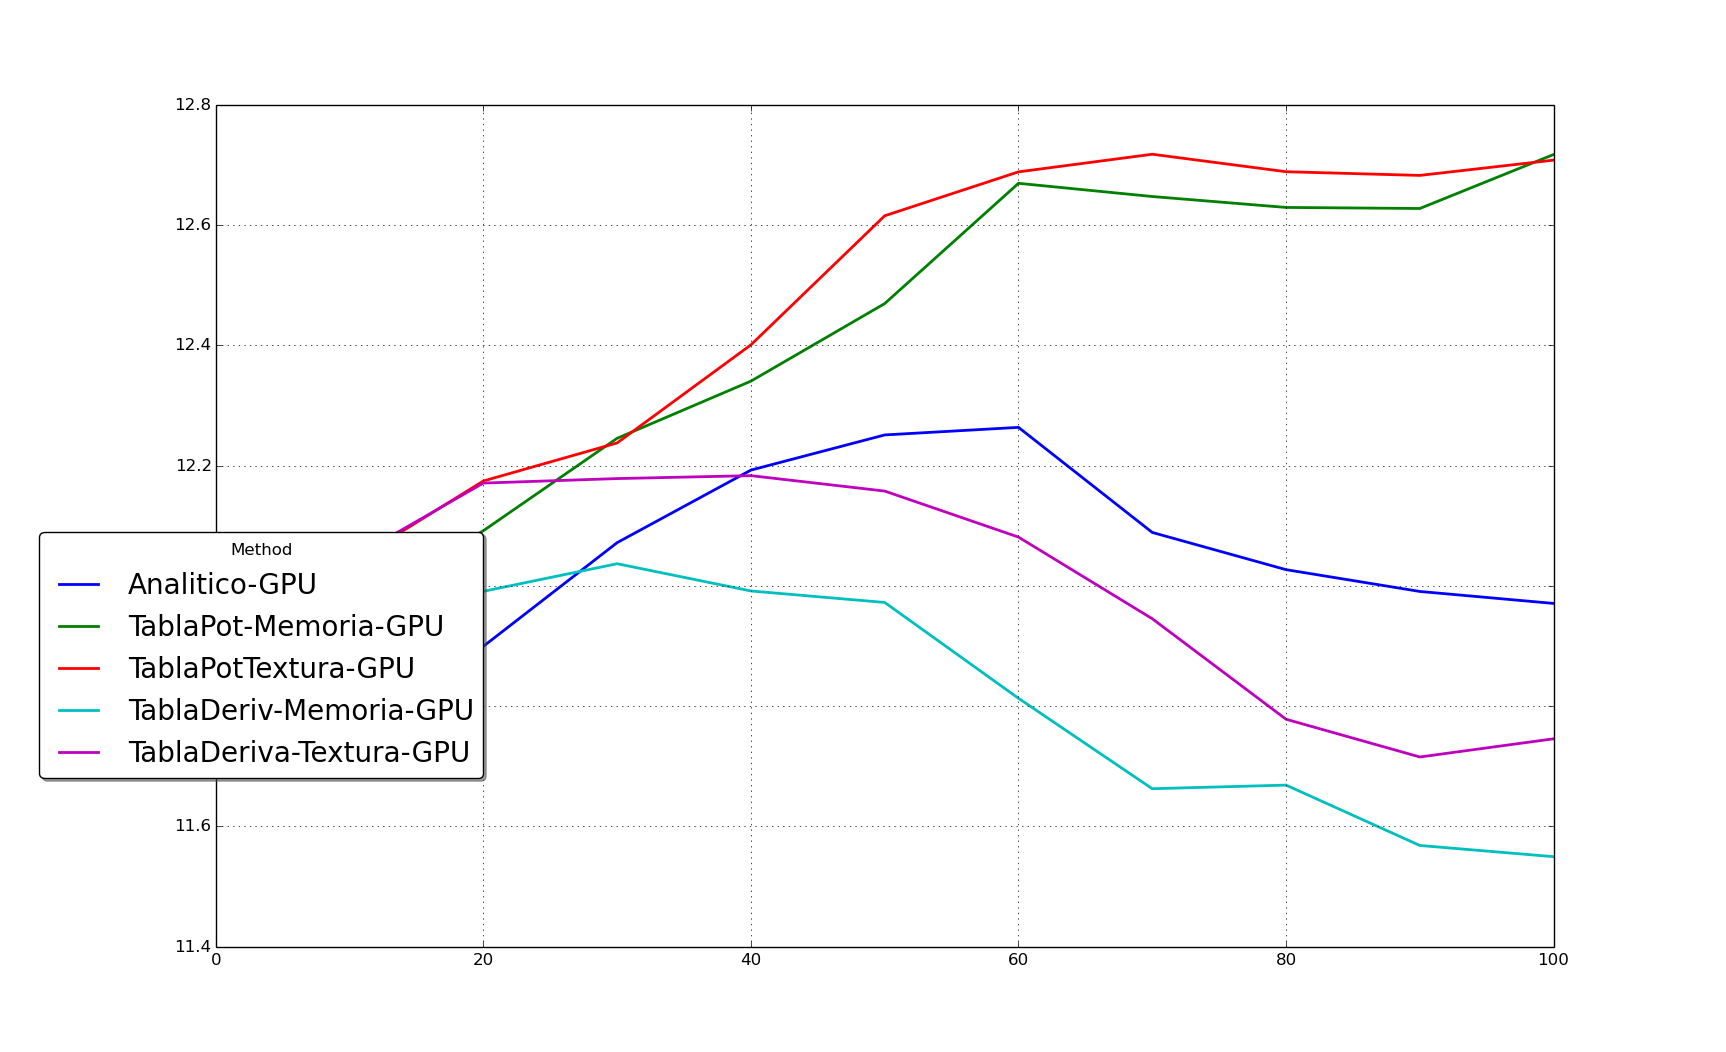 12.8
12.6
12.4
12.2
Method
Analitico-GPU
TablaPot-Memoria-GPU
TablaPotTextura-GPU
TablaDeriv-Memoria-GPU
TablaDeriva-Textura-GPU
11.6
11.4
0 20 40 60 80 100